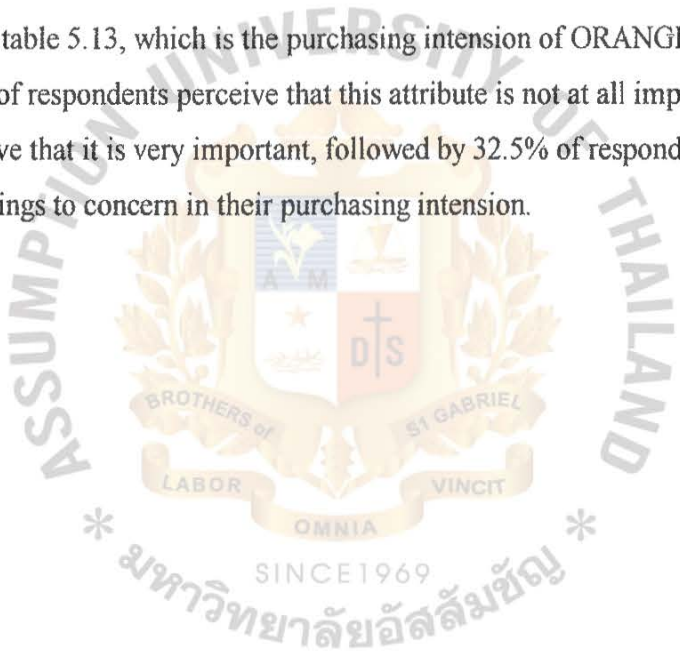 table 5.13, which is the purchasing intension of ORANGE
of respondents perceive that this attribute is not at all imp
ve that it is very important, followed by 32.5% of respond
ings to concern in their purchasing intension.
ASSUMPTION UNIVERSITY OF THAILAND
A M
D S
BROTHERS of ST GABRIEL
LABOR VINCIT
OMNIA
SINCE 1969
* มหาวิทยาลัยอัสสัมชัญ *